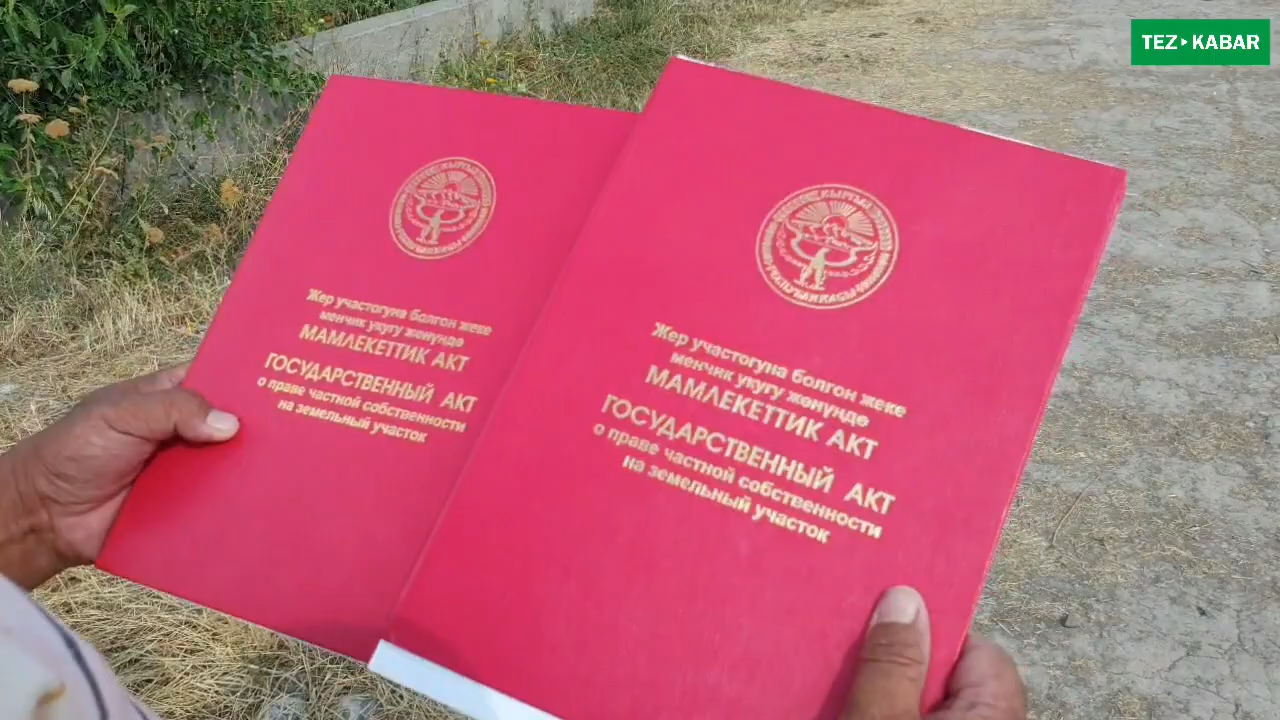 TEZ KABAR
Жер участогуна болгон жеке
менчик укугу жөнүндө
МАМЛЕКЕТТИК АКТ
ГОСУДАРСТВЕННЫЙ АКТ
о праве частной собственности
на земельный участок
Жер участогуна болгон жеке
менчик укугу жөнүндө
МАМЛЕКЕТТИК АКТ
ГОСУДАРСТВЕННЫЙ АКТ
о праве частной собственности
на земельный участок